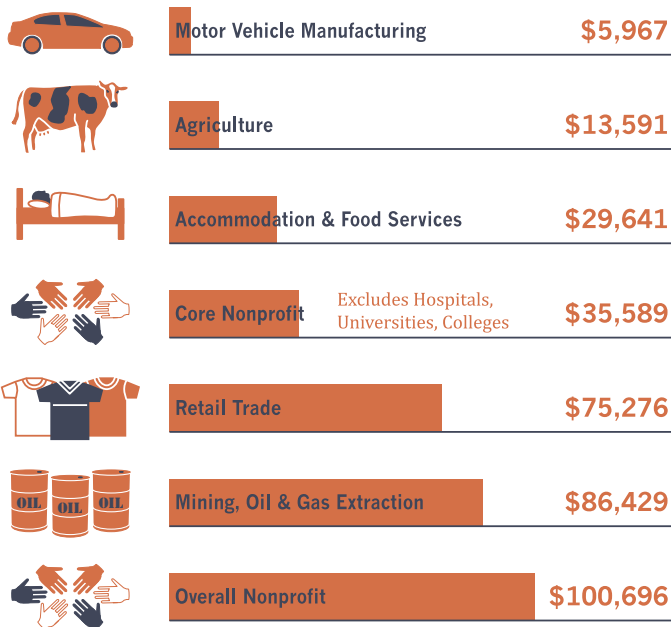 Motor Vehicle Manufacturing $5,967
Agriculture $13,591
Accommodation & Food Services $29,641
Core Nonprofit Excludes Hospitals, $35,589
Universities, Colleges
Retail Trade $75,276
OIL OIL OIL Mining, Oil & Gas Extraction $86,429
Overall Nonprofit $100,696